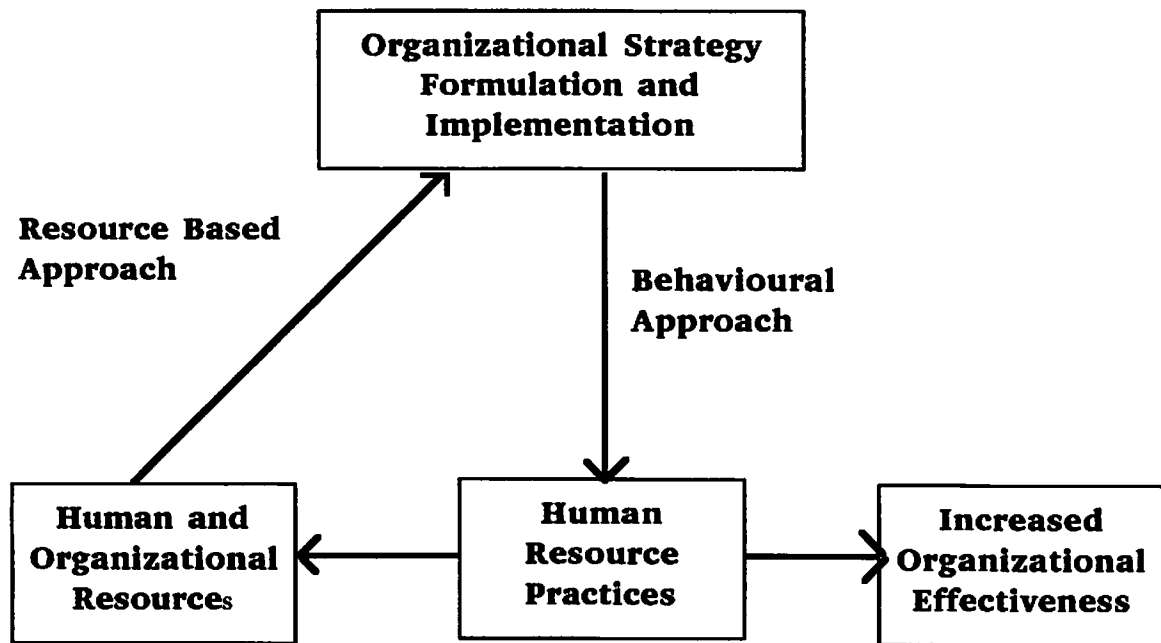 Organizational Strategy
Formulation and
Implementation
Resource Based
Approach
Behavioural
Approach
Human and
Organizational
Resources
Human
Resource
Practices
Increased
Organizational
Effectiveness